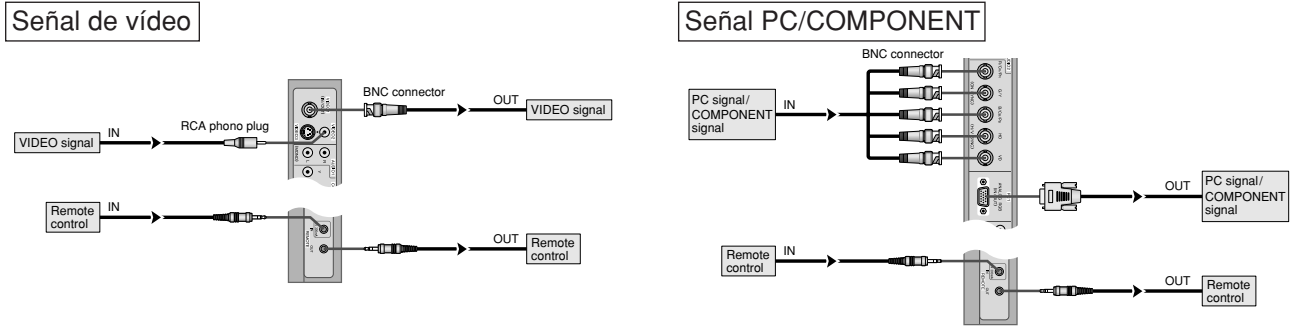 Señal de vídeo
BNC connector
OUT
VIDEO signal
RCA phono plug
IN
VIDEO signal
Remote
control
IN
OUT
Remote
control
Señal PC/COMPONENT
BNC connector
PC signal/
COMPONENT
signal
IN
OUT
PC signal/
COMPONENT
signal
Remote
control
IN
OUT
Remote
control